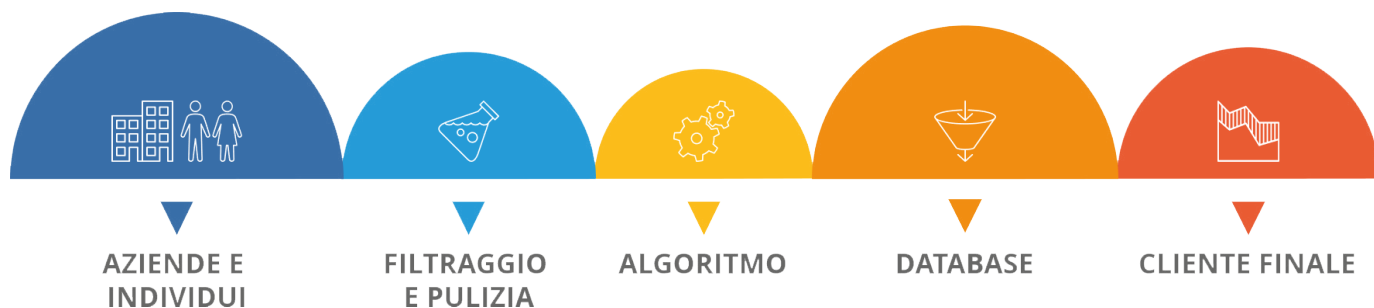 AZIENDE E
INDIVIDUI
FILTRAGGIO
E PULIZIA
ALGORITMO
DATABASE
CLIENTE FINALE